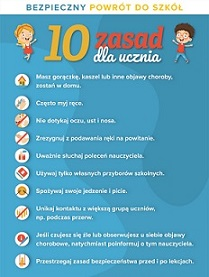 BEZPIECZNY POWRÓT DO SZKÓŁ
10 zasad
dla ucznia
Masz gorączkę, kaszel lub inne objawy choroby,
zostań w domu.
Często myj ręce.
Nie dotykaj oczu, ust i nosa.
Zrezygnuj z podawania ręki na powitanie.
Uważnie słuchaj poleceń nauczyciela.
Używaj tylko własnych przyborów szkolnych.
Spożywaj swoje jedzenie i picie.
Unikaj kontaktu z większą grupą uczniów,
np. podczas przerw.
Jeśli czujesz się źle lub obserwujesz u siebie objawy
chorobowe, natychmiast poinformuj o tym nauczyciela.
Przestrzegaj zasad bezpieczeństwa przed i po lekcjach.